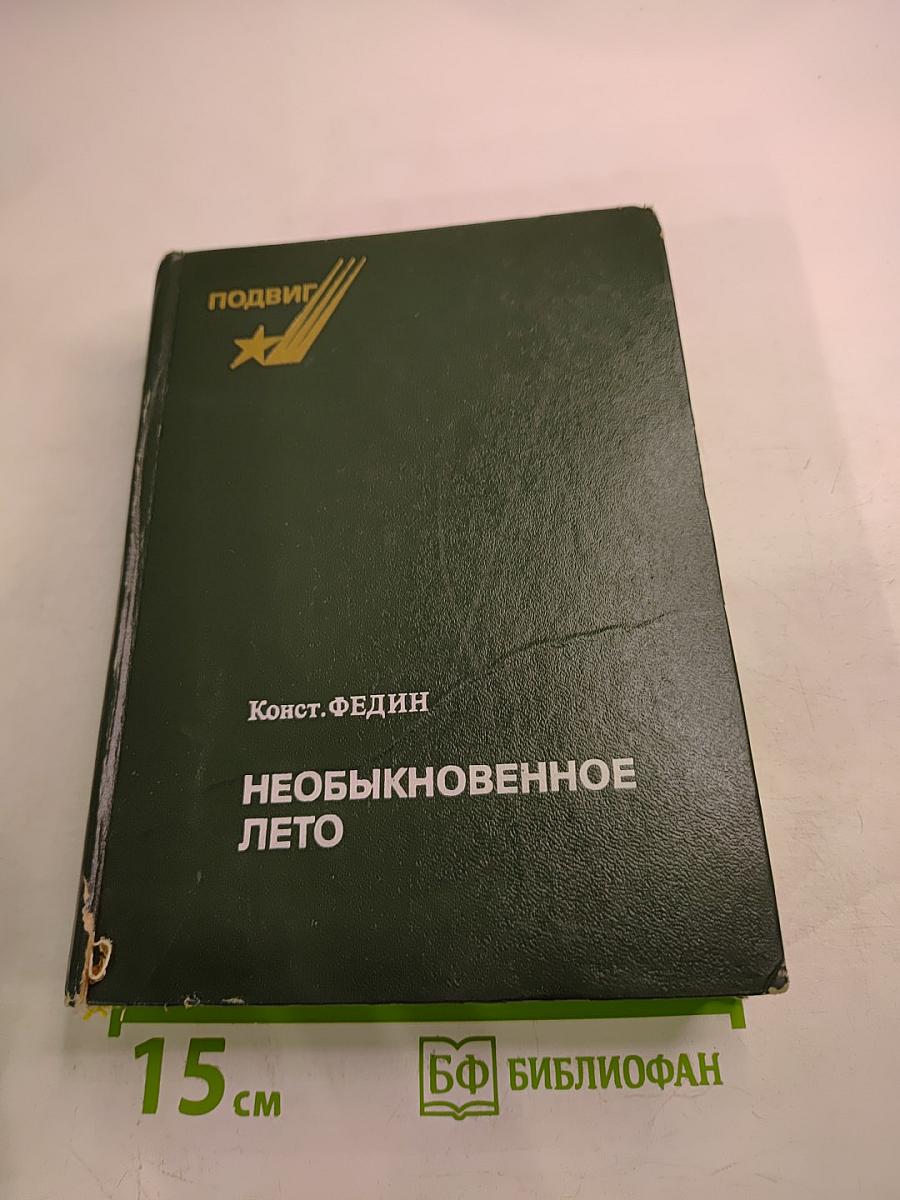 ПОДВИГ
Конст. ФЕДИН
НЕОБЫКНОВЕННОЕ
ЛЕТО
15 см
БФ БИБЛИОФАН